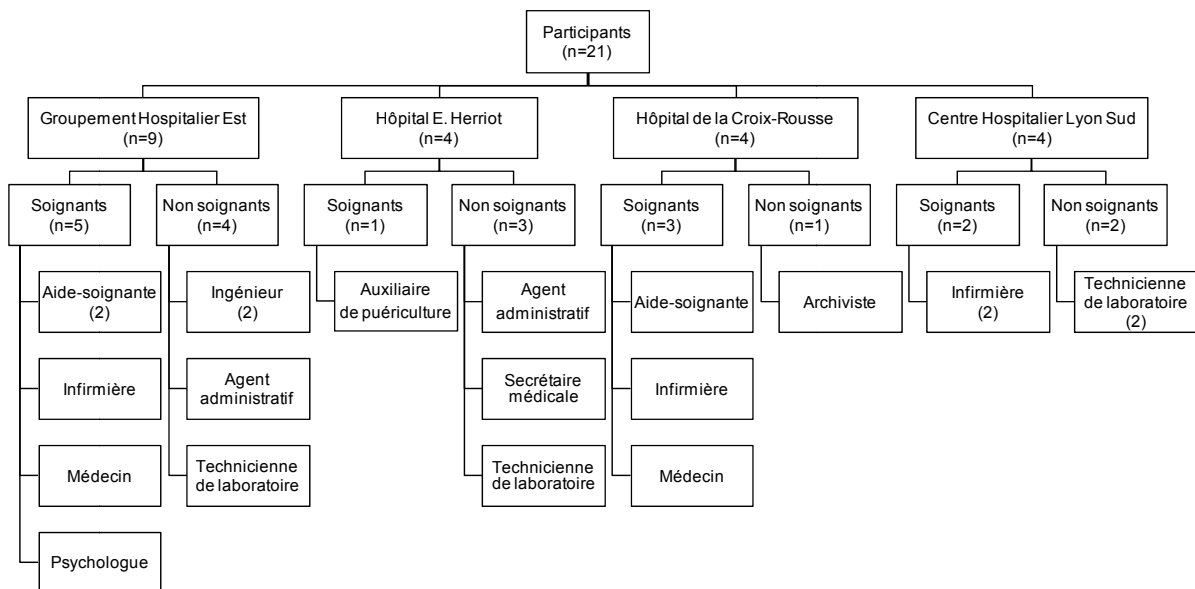 Participants
(n=21)
Groupement Hospitalier Est
(n=9)
Hôpital E. Herriot
(n=4)
Hôpital de la Croix-Rousse
(n=4)
Centre Hospitalier Lyon Sud
(n=4)
Soignants
(n=5)
Non soignants
(n=4)
Soignants
(n=1)
Non soignants
(n=3)
Soignants
(n=3)
Non soignants
(n=1)
Soignants
(n=2)
Non soignants
(n=2)
Aide-soignante
(2)
Ingénieur
(2)
Auxiliaire
de puériculture
Agent
administratif
Aide-soignante
Archiviste
Infirmière
(2)
Technicienne
de laboratoire
(2)
Infirmière
Agent
administratif
Secrétaire
médicale
Infirmière
Médecin
Technicienne
de laboratoire
Technicienne
de laboratoire
Médecin
Psychologue